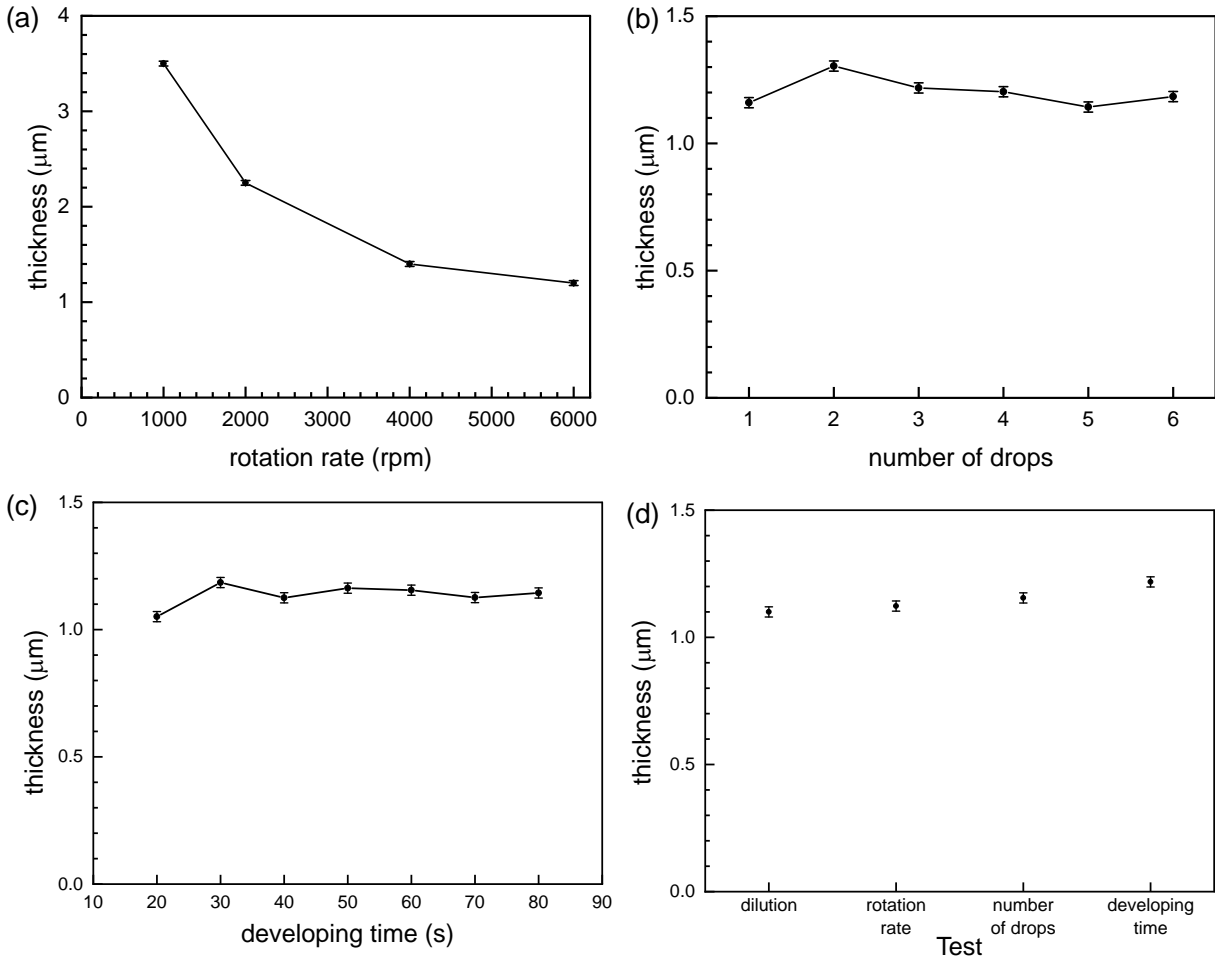 (a)
4
3
2
1
0
0 1000 2000 3000 4000 5000 6000
thickness (μm)
rotation rate (rpm)
(b)
1.5
1.0
0.5
0.0
1 2 3 4 5 6
thickness (μm)
number of drops
(c)
1.5
1.0
0.5
0.0
10 20 30 40 50 60 70 80 90
thickness (μm)
developing time (s)
(d)
1.5
1.0
0.5
0.0
thickness (μm)
dilution
rotation
rate
number
of drops
developing
time
Test